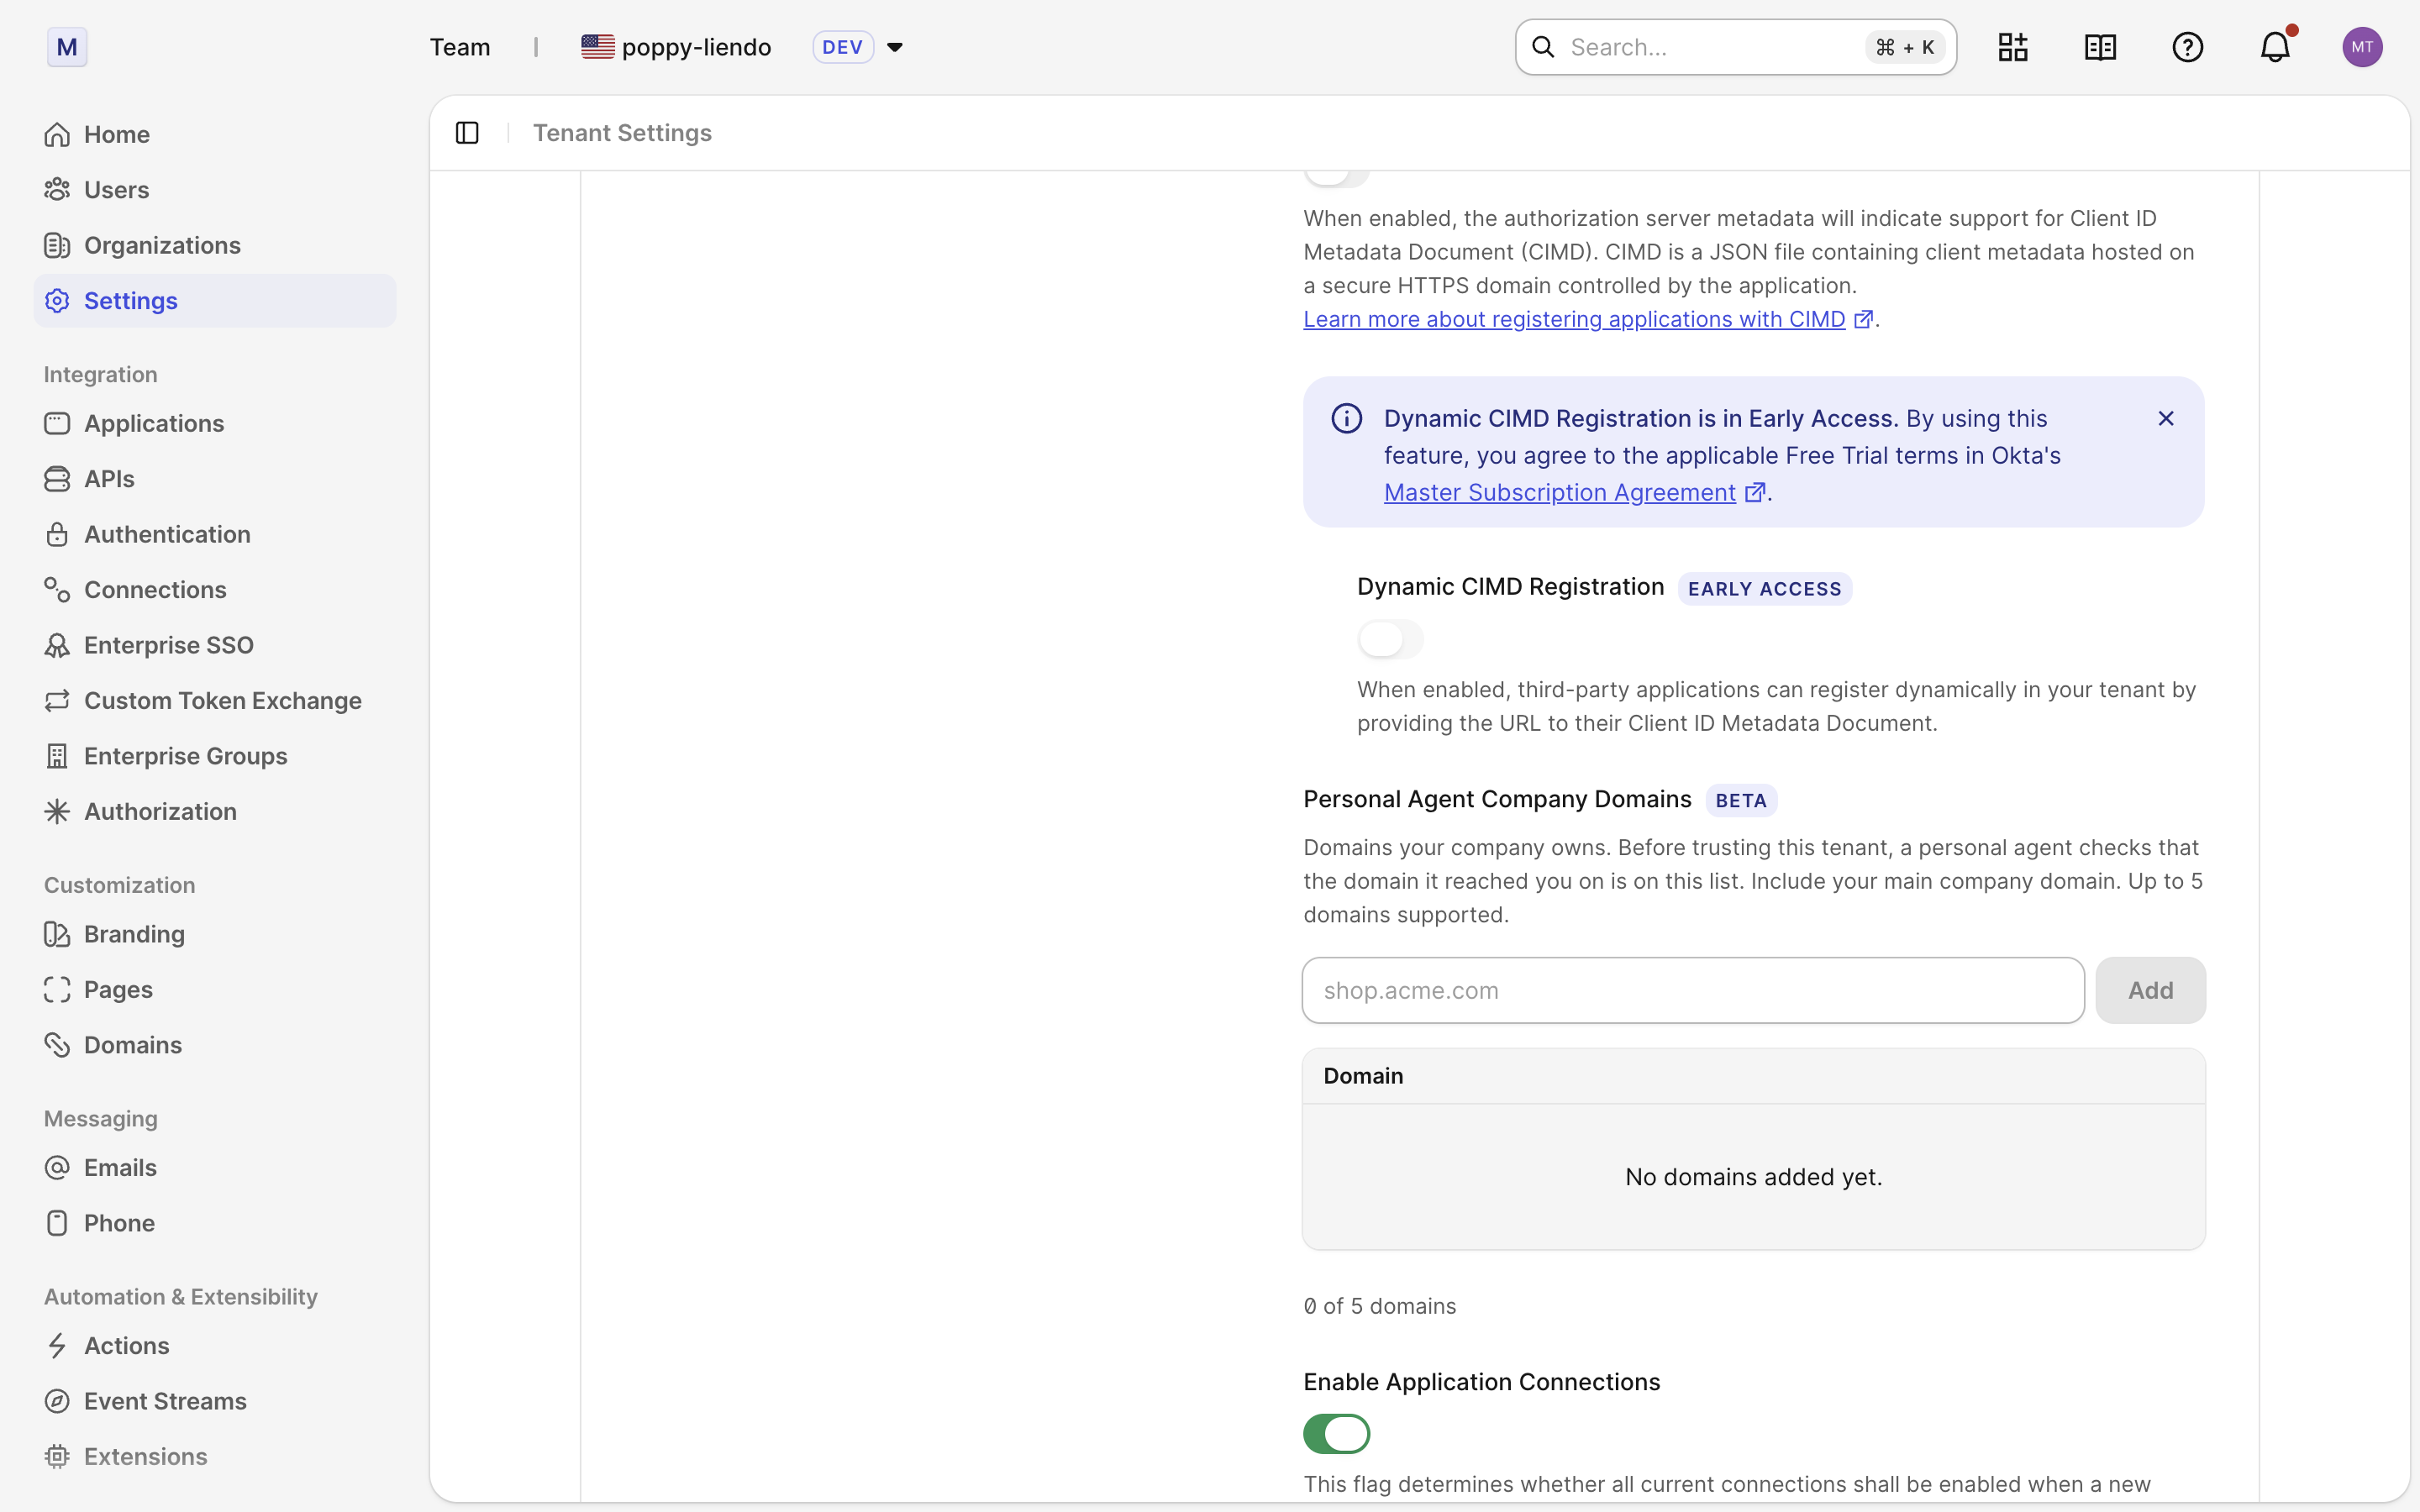 M
Team
poppy-liendo
DEV
Search...
⌘ + K
MT
Home
Users
Organizations
Settings
Integration
Applications
APIs
Authentication
Connections
Enterprise SSO
Custom Token Exchange
Enterprise Groups
Authorization
Customization
Branding
Pages
Domains
Messaging
Emails
Phone
Automation & Extensibility
Actions
Event Streams
Extensions
Tenant Settings
When enabled, the authorization server metadata will indicate support for Client ID
Metadata Document (CIMD). CIMD is a JSON file containing client metadata hosted on
a secure HTTPS domain controlled by the application.
Learn more about registering applications with CIMD .
Dynamic CIMD Registration is in Early Access. By using this
feature, you agree to the applicable Free Trial terms in Okta's
Master Subscription Agreement .
Dynamic CIMD Registration EARLY ACCESS
When enabled, third-party applications can register dynamically in your tenant by
providing the URL to their Client ID Metadata Document.
Personal Agent Company Domains BETA
Domains your company owns. Before trusting this tenant, a personal agent checks that
the domain it reached you on is on this list. Include your main company domain. Up to 5
domains supported.
shop.acme.com
Add
Domain
No domains added yet.
0 of 5 domains
Enable Application Connections
This flag determines whether all current connections shall be enabled when a new